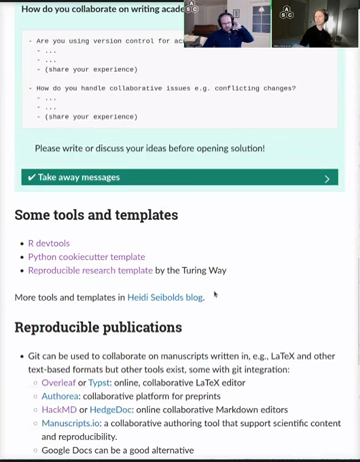 How do you collaborate on writing acade
- Are you using version control for ac
- ...
- ...
- (share your experience)
- How do you handle collaborative issues e.g. conflicting changes?
- ...
- ...
- (share your experience)
Please write or discuss your ideas before opening solution!
✔ Take away messages
Some tools and templates
• R devtools
• Python cookiecutter template
• Reproducible research template by the Turing Way
More tools and templates in Heidi Seibolds blog.
Reproducible publications
• Git can be used to collaborate on manuscripts written in, e.g., LaTeX and other
text-based formats but other tools exist, some with git integration:
○ Overleaf or Typst: online, collaborative LaTeX editor
○ Authorea: collaborative platform for preprints
○ HackMD or HedgeDoc: online collaborative Markdown editors
○ Manuscripts.io: a collaborative authoring tool that support scientific content
and reproducibility.
○ Google Docs can be a good alternative